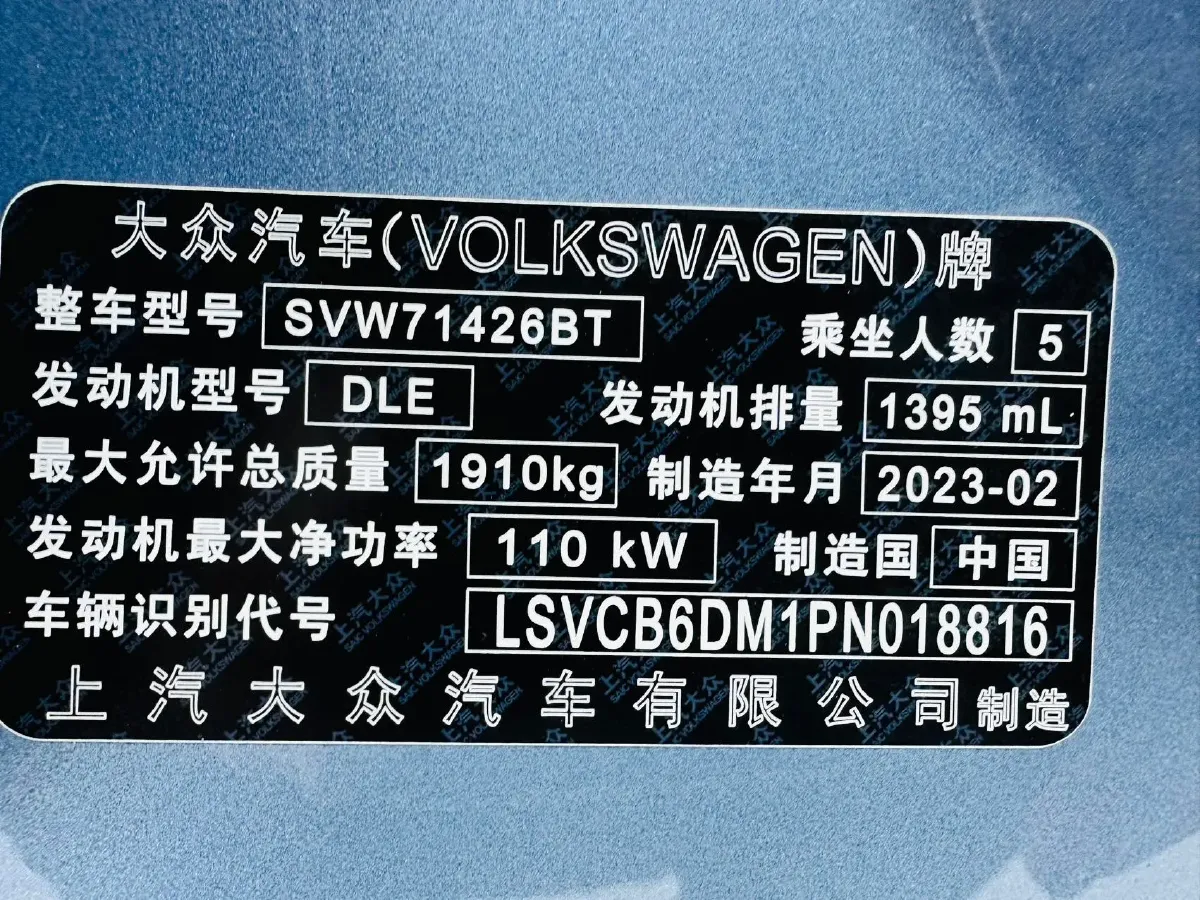 大众汽车(VOLKSWAGEN)牌
整车型号 SVW71426BT 乘坐人数 5
发动机型号 DLE 发动机排量 1395 mL
最大允许总质量 1910kg 制造年月 2023-02
发动机最大净功率 110 kW 制造国 中国
车辆识别代号 LSVCB6DM1PN018816
上汽大众汽车有限公司制造